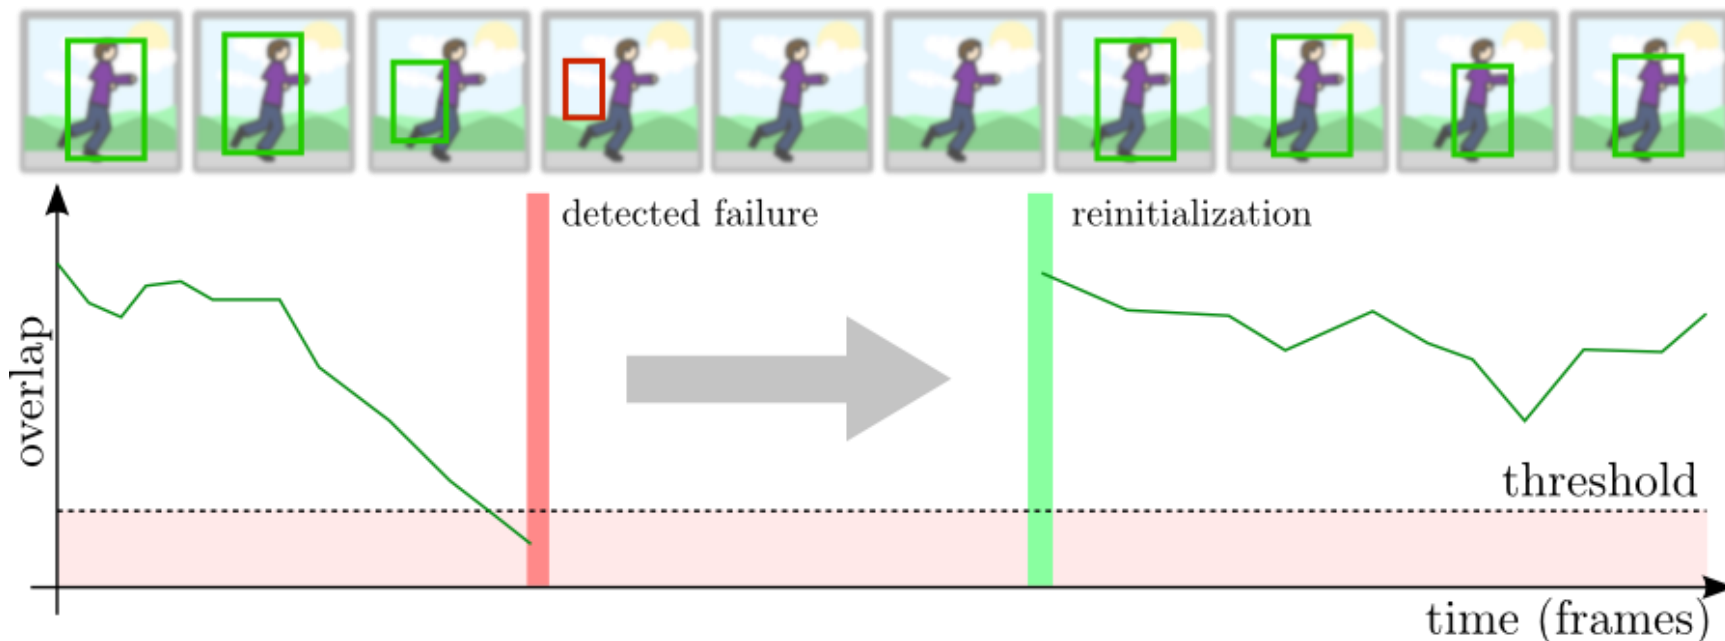 detected failure
reinitialization
overlap
threshold
time (frames)